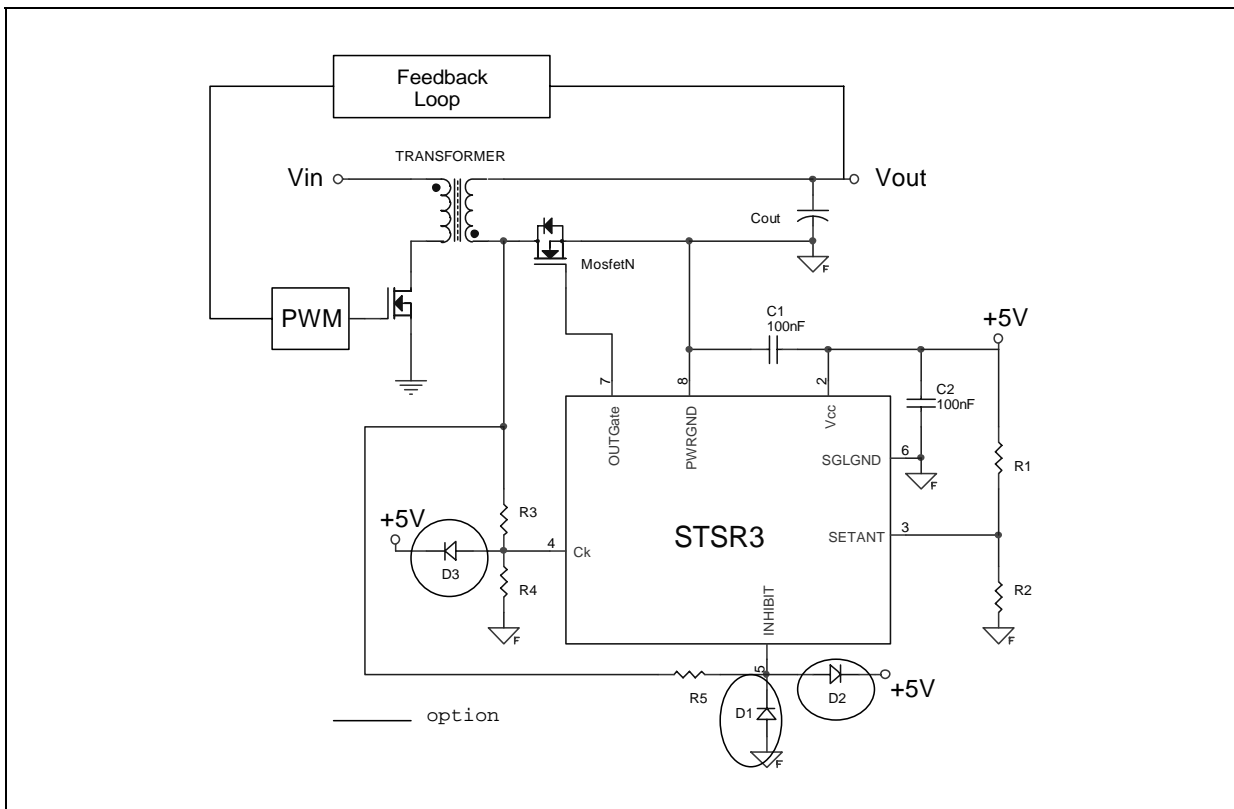 Feedback
Loop
TRANSFORMER
Vin
Vout
Cout
F
MosfetN
PWM
C1
100nF
+5V
7
8
2
C2
100nF
OUTGate
PWRGND
Vcc
SGLGND
6
F
R1
R3
+5V
4
Ck
STSR3
SETANT
3
D3
R4
R2
INHIBIT
F
F
5
R5
D2
+5V
D1
option
F